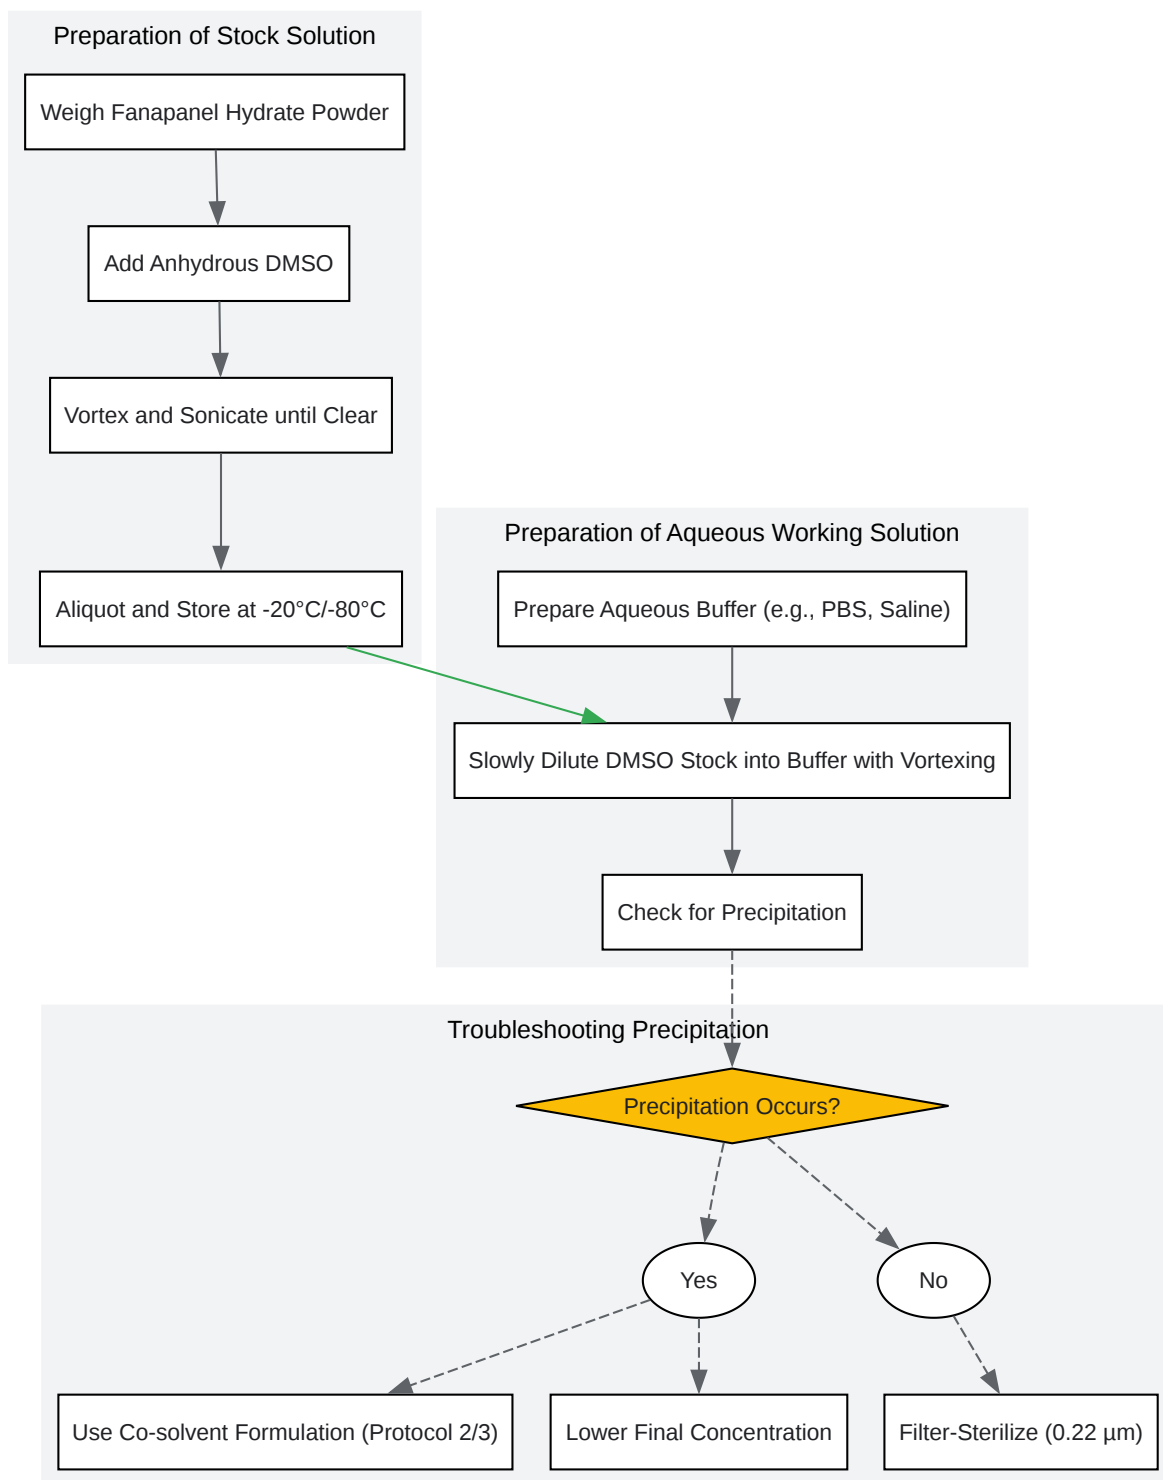 Preparation of Stock Solution
Weigh Fanapanel Hydrate Powder
Add Anhydrous DMSO
Vortex and Sonicate until Clear
Aliquot and Store at -20°C/-80°C
Preparation of Aqueous Working Solution
Prepare Aqueous Buffer (e.g., PBS, Saline)
Slowly Dilute DMSO Stock into Buffer with Vortexing
Check for Precipitation
Troubleshooting Precipitation
Precipitation Occurs?
Yes
No
Use Co-solvent Formulation (Protocol 2/3)
Lower Final Concentration
Filter-Sterilize (0.22 µm)